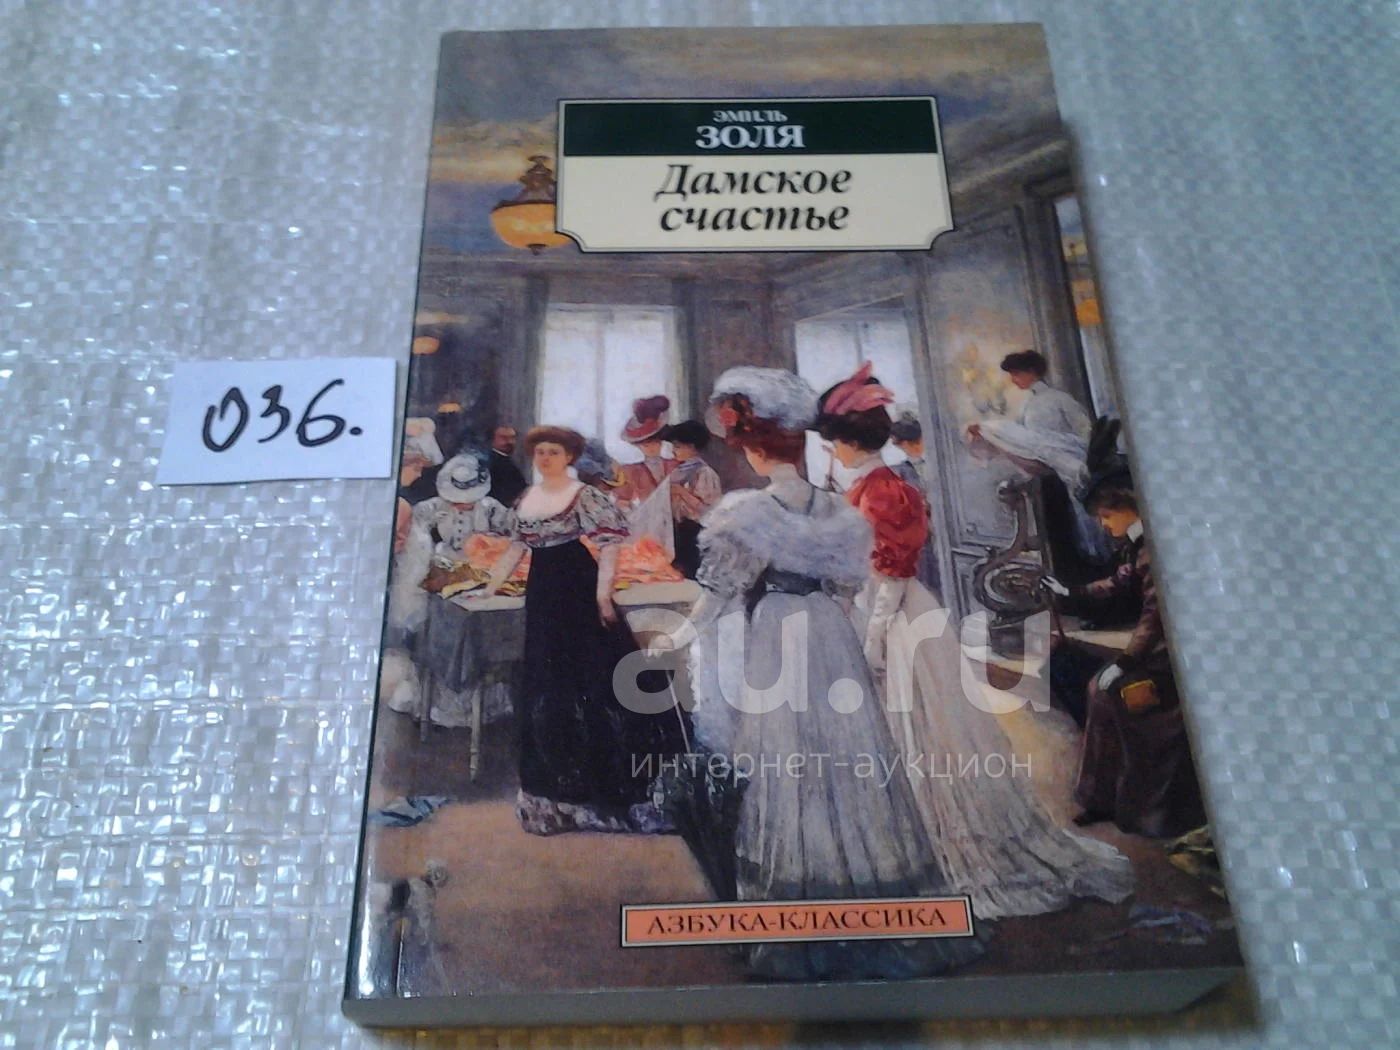 ЭМИЛЬ
ЗОЛЯ
Дамское
счастье
036.
au.ru
интернет-аукцион
АЗБУКА-КЛАССИКА